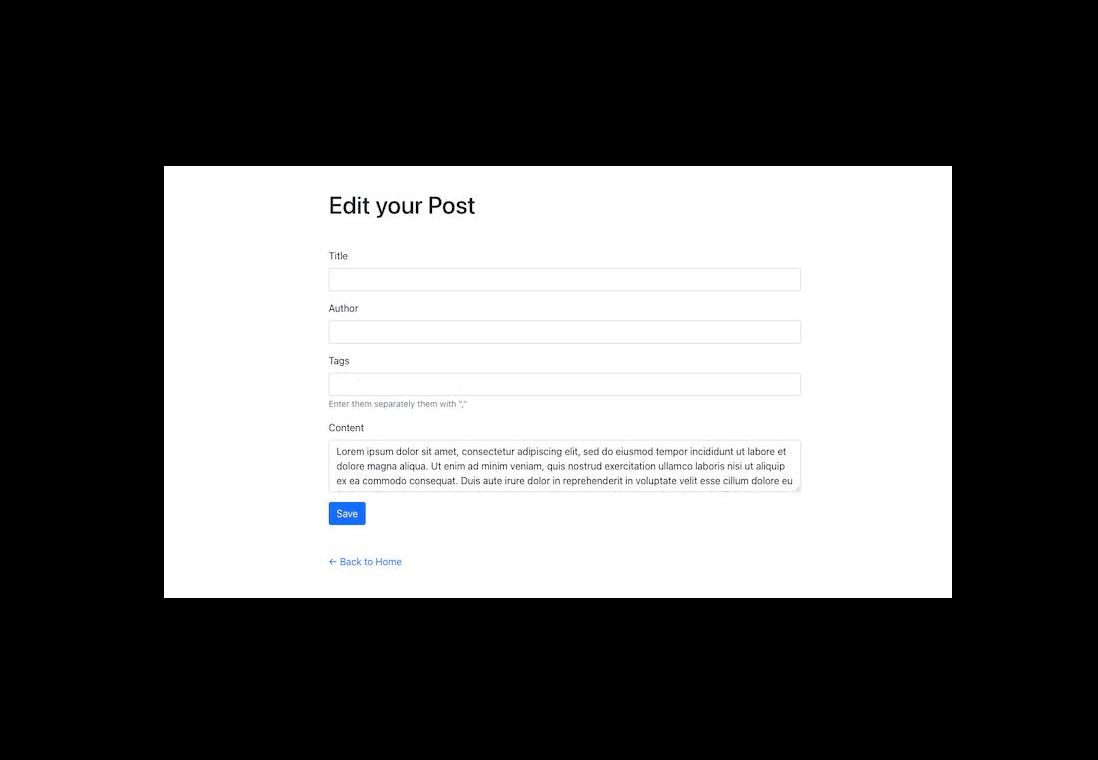 Edit your Post
Title
Author
Tags
Enter them separately them with ","
Content
Lorem ipsum dolor sit amet, consectetur adipiscing elit, sed do eiusmod tempor incididunt ut labore et
dolore magna aliqua. Ut enim ad minim veniam, quis nostrud exercitation ullamco laboris nisi ut aliquip
ex ea commodo consequat. Duis aute irure dolor in reprehenderit in voluptate velit esse cillum dolore eu
Save
← Back to Home